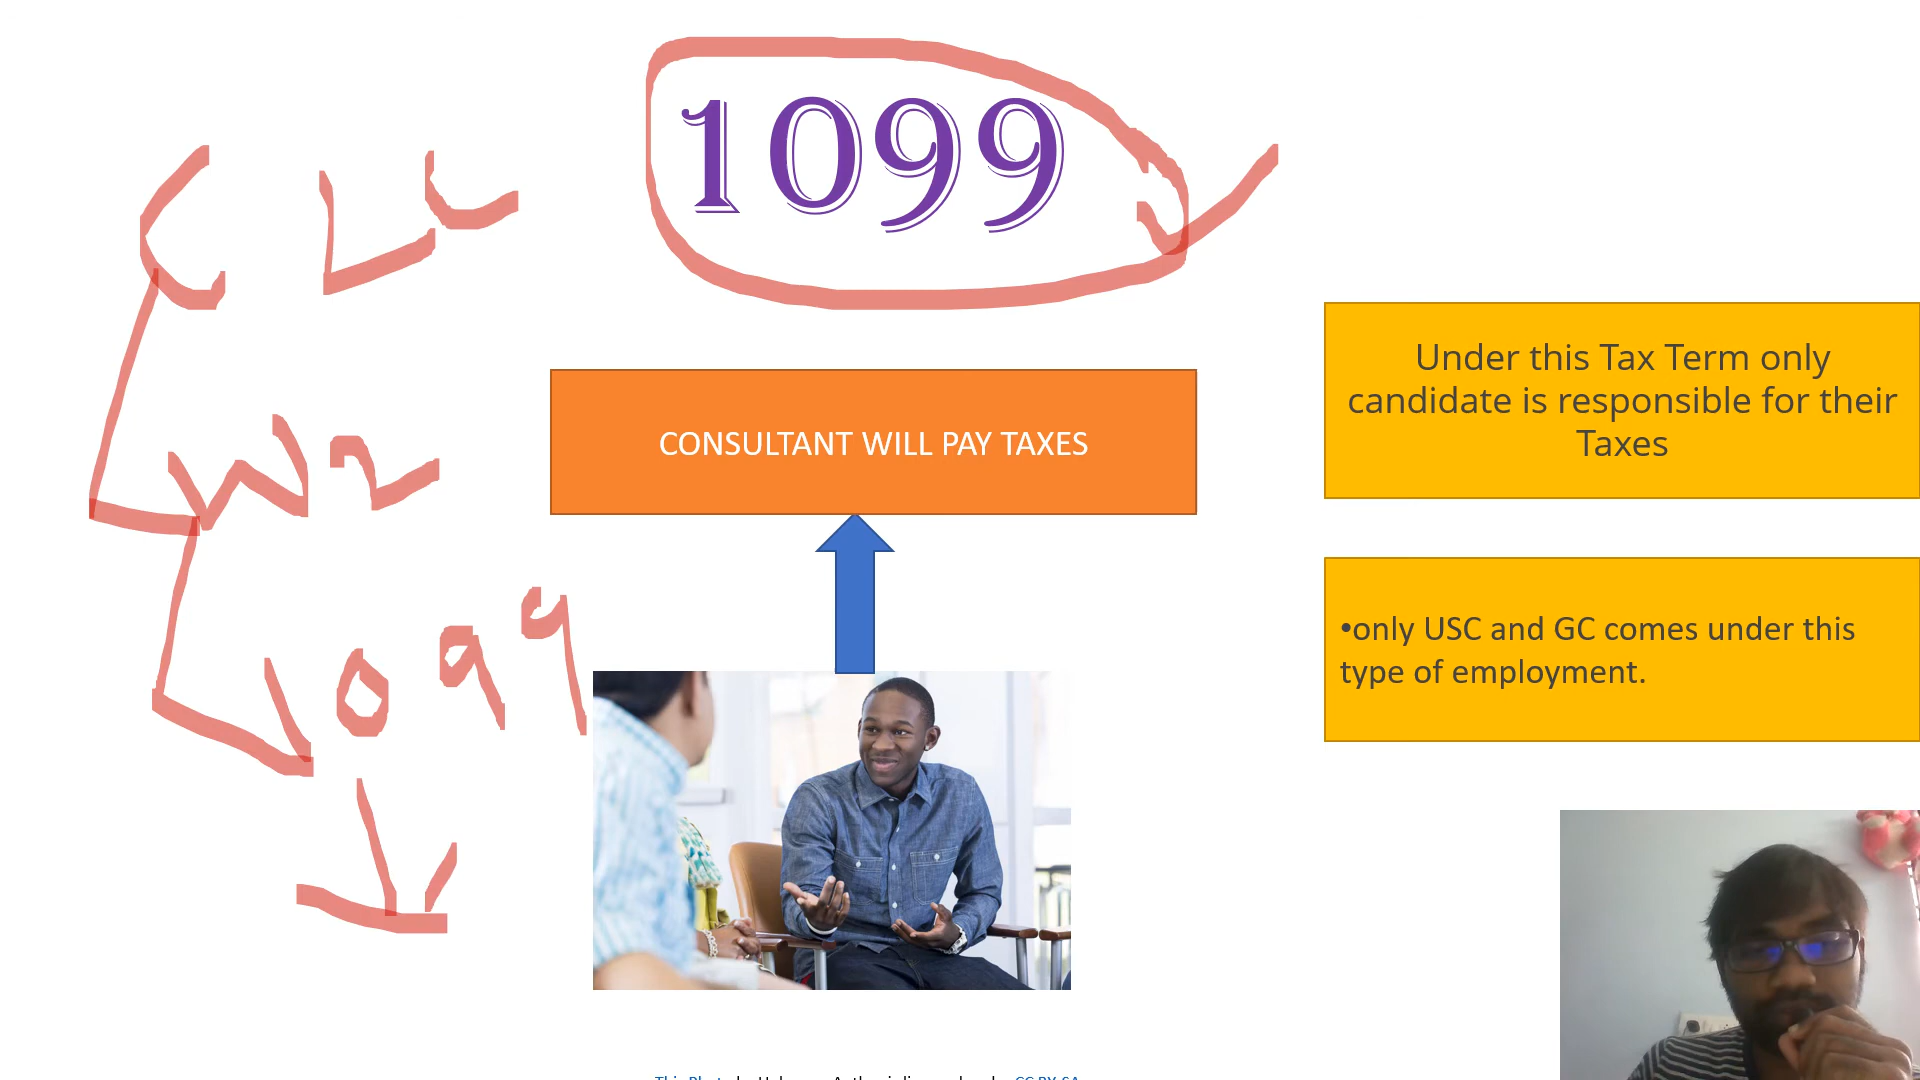 1099
W2
1099
CONSULTANT WILL PAY TAXES
Under this Tax Term only
candidate is responsible for their
Taxes
•only USC and GC comes under this
type of employment.